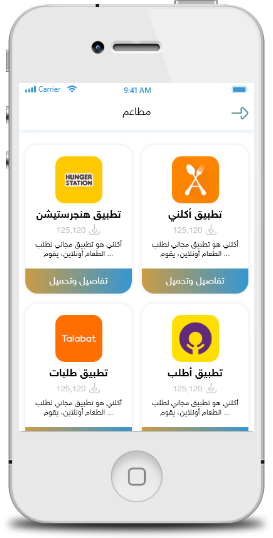 Carrier
9:41 AM
مطاعم
تطبيق أكلني
125,120
أكلني هو تطبيق مجاني لطلب
الطعام أونلاين، يقوم ...
تفاصيل وتحميل
HUNGER
STATION
تطبيق هنجرستيشن
125,120
أكلني هو تطبيق مجاني لطلب
الطعام أونلاين، يقوم ...
تفاصيل وتحميل
تطبيق أطلب
125,120
أكلني هو تطبيق مجاني لطلب
الطعام أونلاين، يقوم ...
Talabat
تطبيق طلبات
125,120
أكلني هو تطبيق مجاني لطلب
الطعام أونلاين، يقوم ...